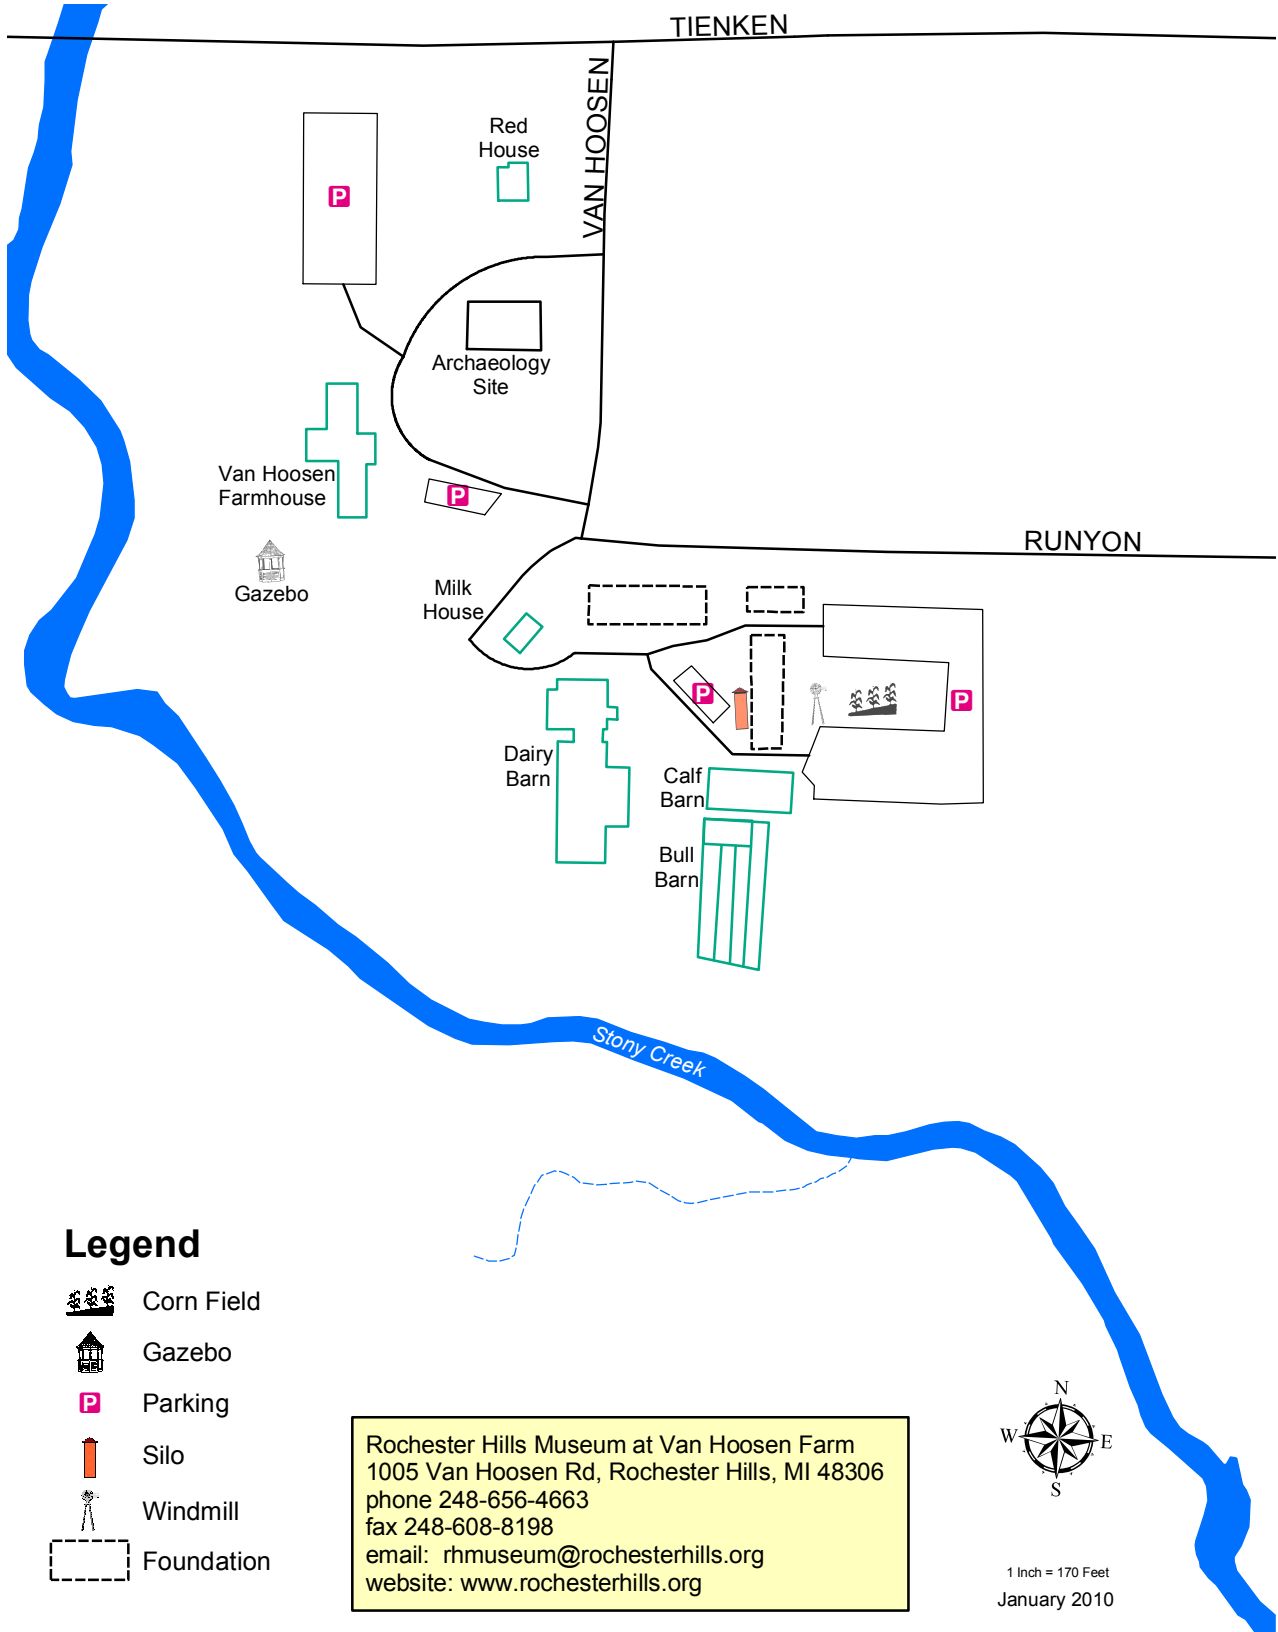 TIENKEN
VAN HOOSEN
Red
House
P
Archaeology
Site
Van Hoosen
Farmhouse
P
RUNYON
Gazebo
Milk
House
P
P
Dairy
Barn
Calf
Barn
Bull
Barn
Stony Creek
Legend
Corn Field
Gazebo
P Parking
Silo
Windmill
Foundation
Rochester Hills Museum at Van Hoosen Farm
1005 Van Hoosen Rd, Rochester Hills, MI 48306
phone 248-656-4663
fax 248-608-8198
email: rhmuseum@rochesterhills.org
website: www.rochesterhills.org
N
W E
S
1 Inch = 170 Feet
January 2010